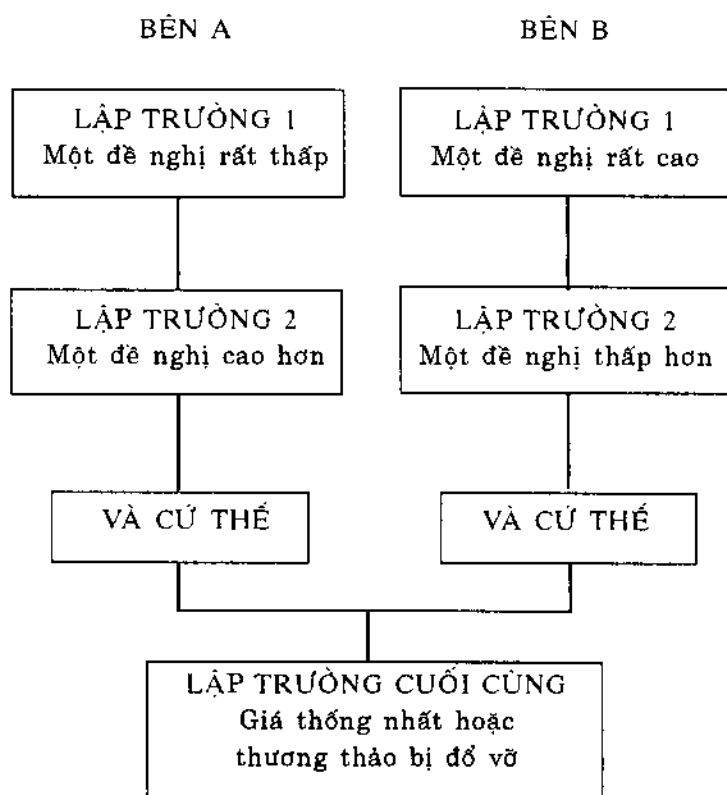 BÊN A
BÊN B
LẬP TRƯỜNG 1
Một đề nghị rất thấp
LẬP TRƯỜNG 1
Một đề nghị rất cao
LẬP TRƯỜNG 2
Một đề nghị cao hơn
LẬP TRƯỜNG 2
Một đề nghị thấp hơn
VÀ CỨ THẾ
VÀ CỨ THẾ
LẬP TRƯỜNG CUỐI CÙNG
Giá thống nhất hoặc
thương thảo bị đổ vỡ